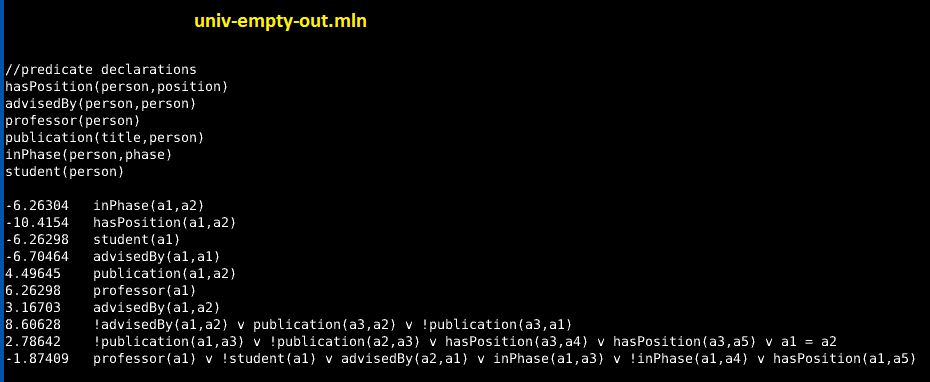 univ-empty-out.mln
//predicate declarations
hasPosition(person,position)
advisedBy(person,person)
professor(person)
publication(title,person)
inPhase(person,phase)
student(person)
-6.26304 inPhase(a1,a2)
-10.4154 hasPosition(a1,a2)
-6.26298 student(a1)
-6.70464 advisedBy(a1,a1)
4.49645 publication(a1,a2)
6.26298 professor(a1)
3.16703 advisedBy(a1,a2)
8.60628 !advisedBy(a1,a2) v publication(a3,a2) v !publication(a3,a1)
2.78642 !publication(a1,a3) v !publication(a2,a3) v hasPosition(a3,a4) v hasPosition(a3,a5) v a1 = a2
-1.87409 professor(a1) v !student(a1) v advisedBy(a2,a1) v inPhase(a1,a3) v !inPhase(a1,a4) v hasPosition(a1,a5)